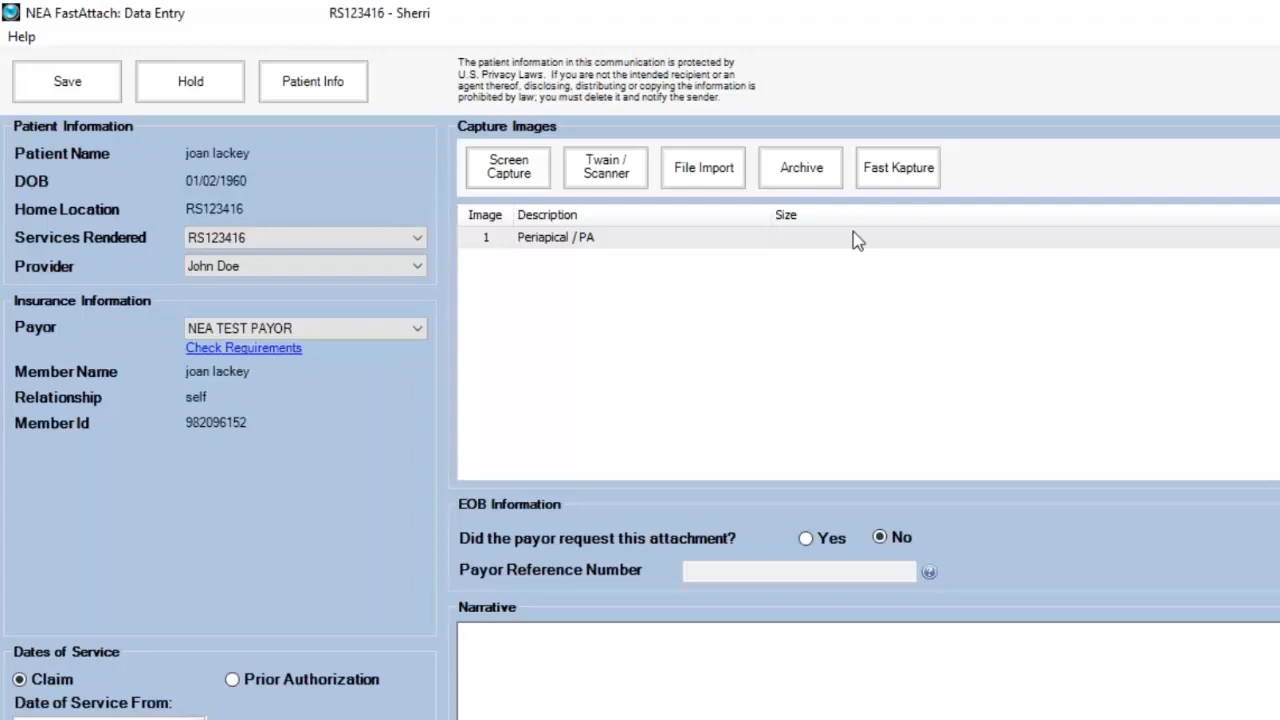 NEA FastAttach: Data Entry
RS123416 - Sherri
Help
Save
Hold
Patient Info
The patient information in this communication is protected by
U.S. Privacy Laws. If you are not the intended recipient or an
agent thereof, disclosing, distributing or copying the information is
prohibited by law; you must delete it and notify the sender.
Patient Information
Patient Name joan lackey
DOB 01/02/1960
Home Location RS123416
Services Rendered RS123416
Provider John Doe
Insurance Information
Payor NEA TEST PAYOR
Check Requirements
Member Name joan lackey
Relationship self
Member Id 982096152
Dates of Service
Claim Prior Authorization
Date of Service From:
Capture Images
Screen
Capture
Twain /
Scanner
File Import
Archive
Fast Kapture
Image Description Size
1 Periapical / PA
EOB Information
Did the payor request this attachment? Yes No
Payor Reference Number
Narrative